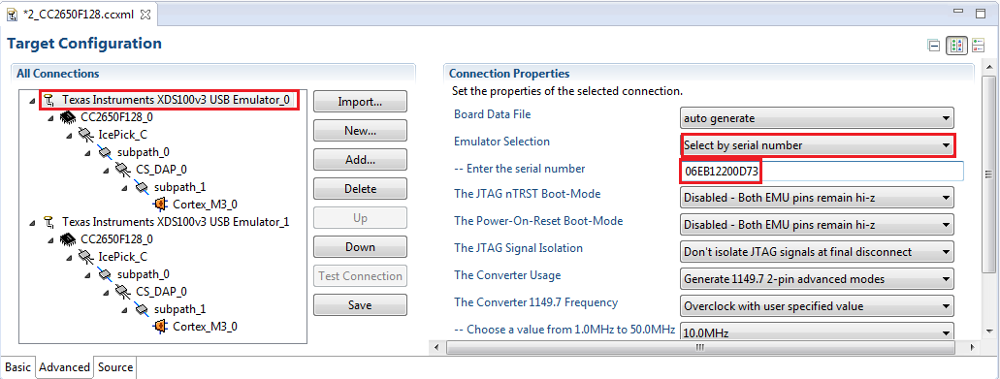 *2_CC2650F128.ccxml
Target Configuration
All Connections
Texas Instruments XDS100v3 USB Emulator_0
CC2650F128_0
IcePick_C
subpath_0
CS_DAP_0
subpath_1
Cortex_M3_0
Texas Instruments XDS100v3 USB Emulator_1
CC2650F128_0
IcePick_C
subpath_0
CS_DAP_0
subpath_1
Cortex_M3_0
Import...
New...
Add...
Delete
Up
Down
Test Connection
Save
Connection Properties
Set the properties of the selected connection.
Board Data File auto generate
Emulator Selection Select by serial number
-- Enter the serial number 06EB12200D73
The JTAG nTRST Boot-Mode Disabled - Both EMU pins remain hi-z
The Power-On-Reset Boot-Mode Disabled - Both EMU pins remain hi-z
The JTAG Signal Isolation Don't isolate JTAG signals at final disconnect
The Converter Usage Generate 1149.7 2-pin advanced modes
The Converter 1149.7 Frequency Overclock with user specified value
-- Choose a value from 1.0MHz to 50.0MHz 10.0MHz
Basic Advanced Source